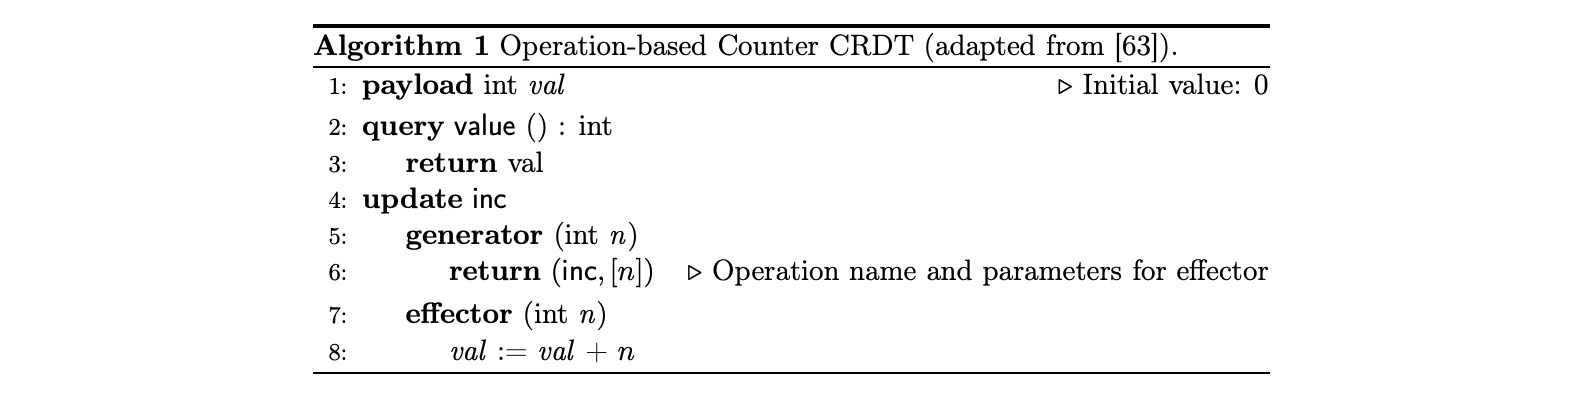 Algorithm 1 Operation-based Counter CRDT (adapted from [63]).
1: payload int val ▷ Initial value: 0
2: query value () : int
3: return val
4: update inc
5: generator (int n)
6: return (inc, [n]) ▷ Operation name and parameters for effector
7: effector (int n)
8: val := val + n